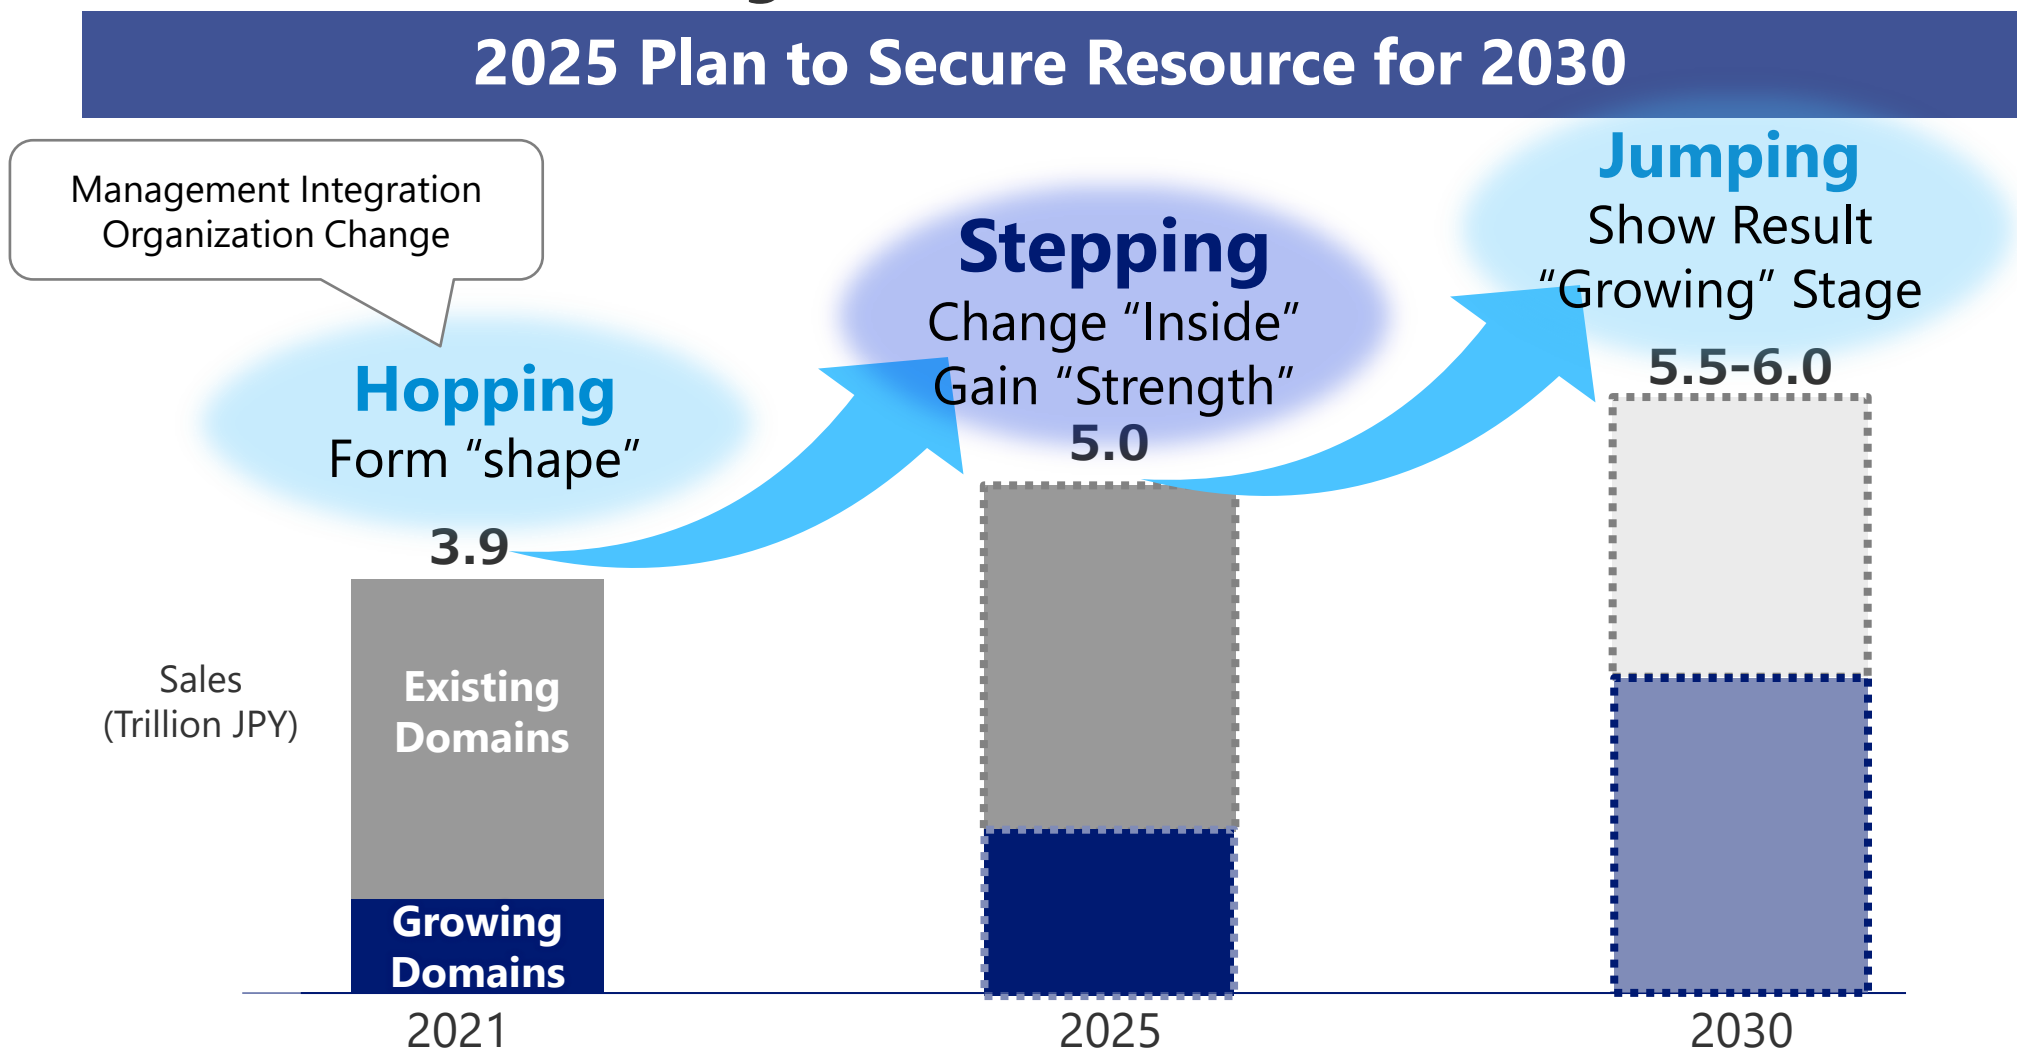 2025 Plan to Secure Resource for 2030
Management Integration
Organization Change
Hopping
Form “shape”
3.9
Stepping
Change “Inside”
Gain “Strength”
5.0
Jumping
Show Result
“Growing” Stage
5.5-6.0
Sales
(Trillion JPY)
Existing
Domains
Growing
Domains
2021
2025
2030